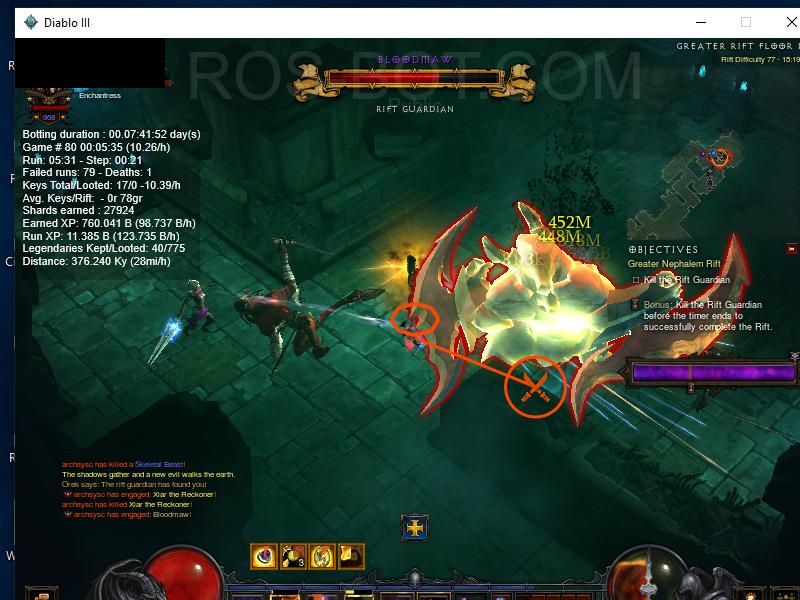 Diablo III
GREATER RIFT FLOOR
Rift Difficulty 77 - 15:19
ROS-BOT.COM
BLOODMAW
RIFT GUARDIAN
Enchantress
968
Botting duration : 00.07:41:52 day(s)
Game # 80 00:05:35 (10.26/h)
Run: 05:31 - Step: 00:21
Failed runs: 79 - Deaths: 1
Keys Total/Looted: 17/0 -10.39/h
Avg. Keys/Rift: - 0r 78gr
Shards earned : 27924
Earned XP: 760.041 B (98.737 B/h)
Run XP: 11.385 B (123.735 B/h)
Legendaries Kept/Looted: 40/775
Distance: 376.240 Ky (28mi/h)
452M
448M
OBJECTIVES
Greater Nephalem Rift
Kill the Rift Guardian
Bonus: Kill the Rift Guardian
before the timer ends to
successfully complete the Rift.
archsysc has killed a Skeletal Beast!
The shadows gather and a new evil walks the earth.
Orek says: The rift guardian has found you!
archsysc has engaged: Xiar the Reckoner!
archsysc has killed Xiar the Reckoner!
archsysc has engaged: Bloodmaw!
3